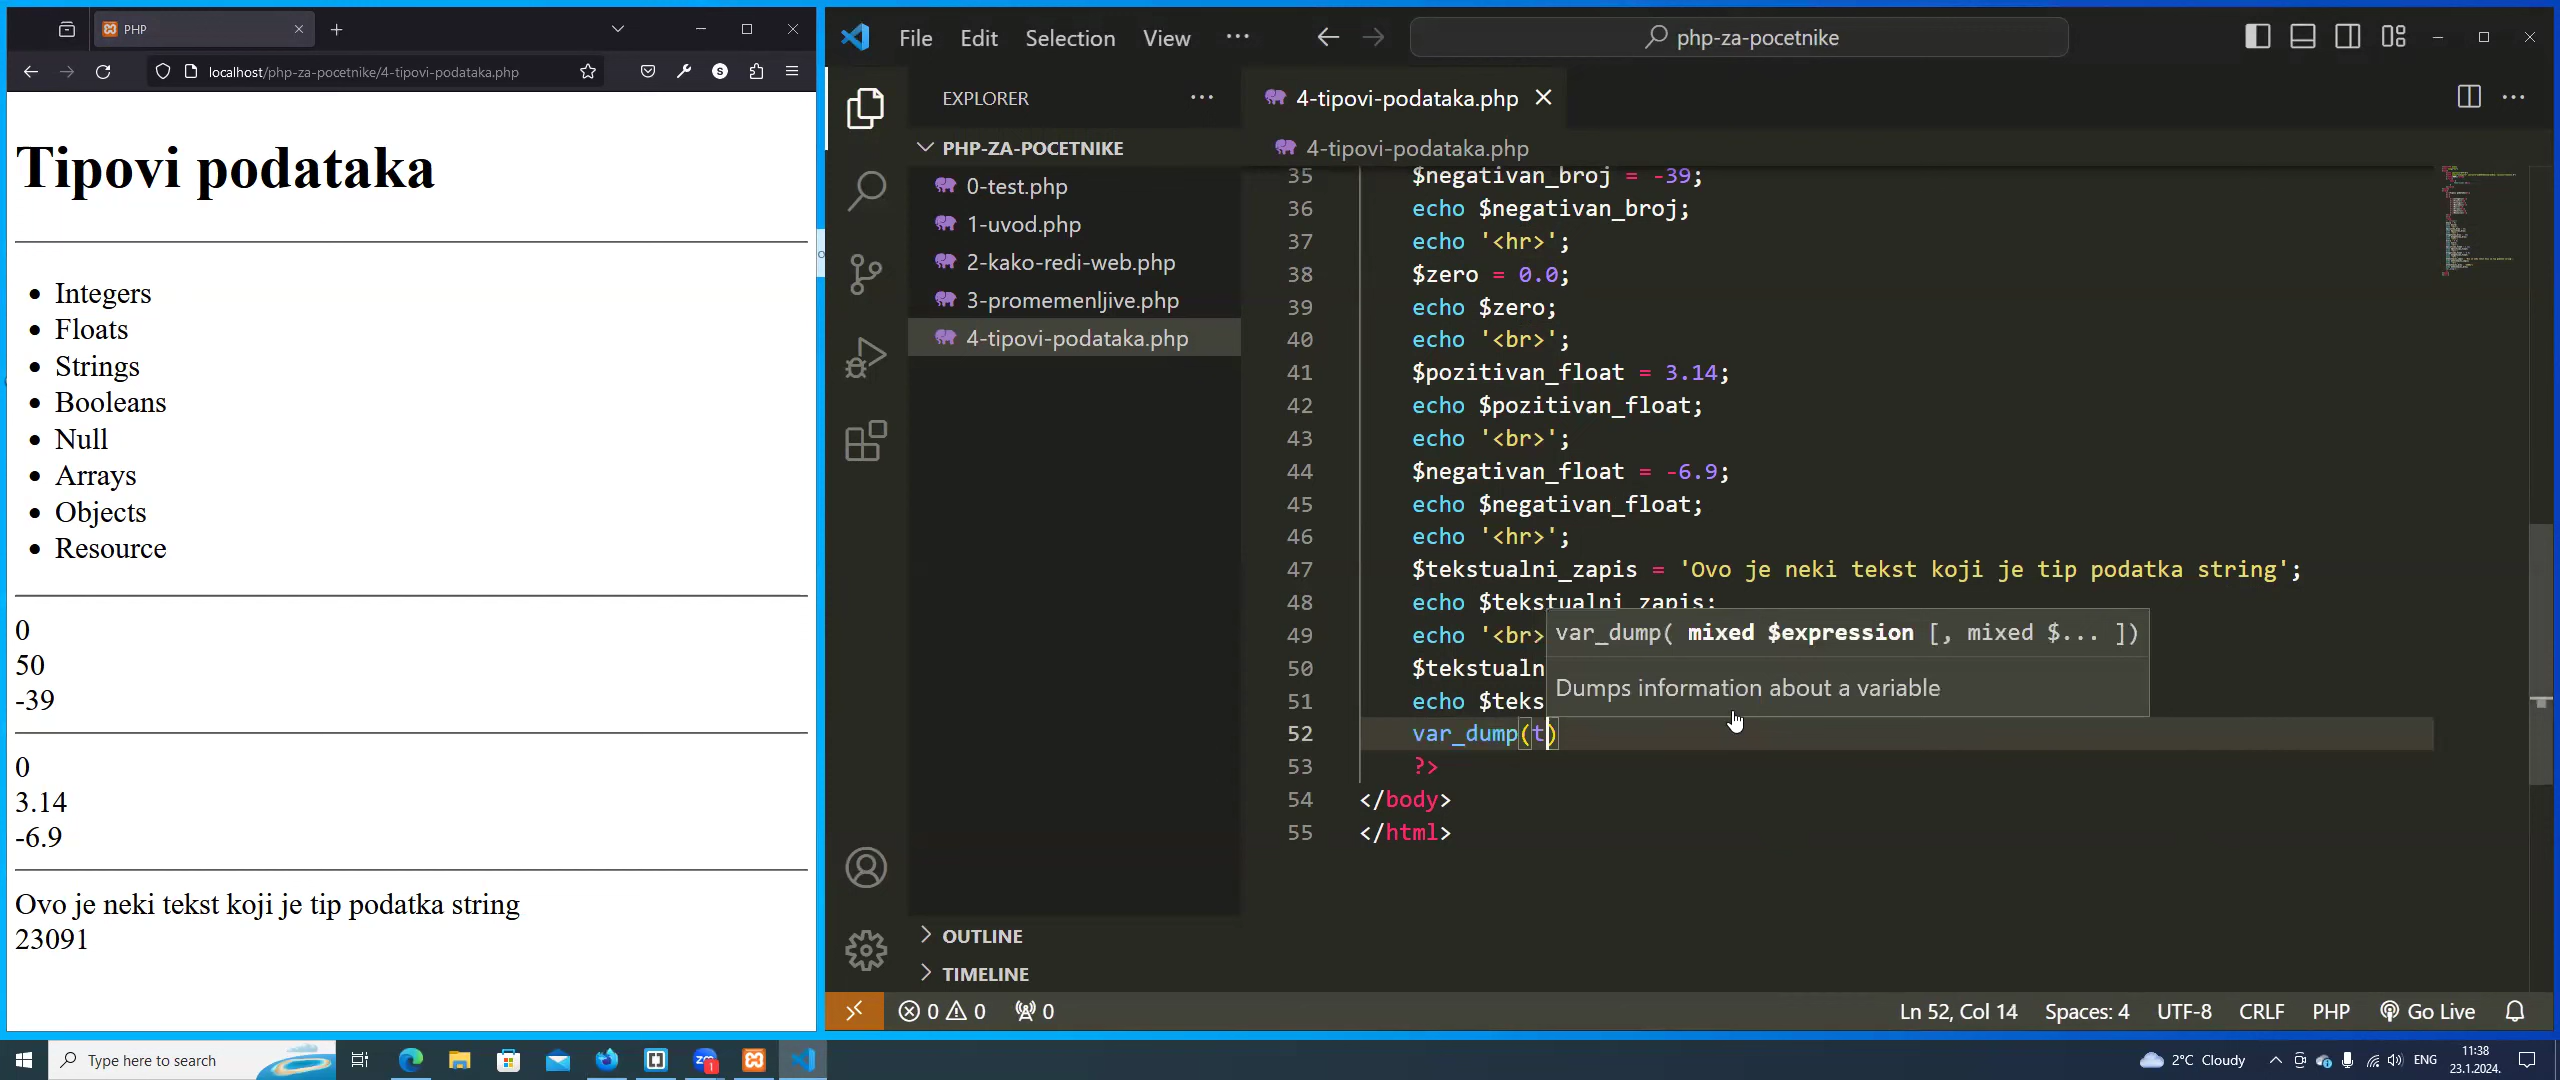 PHP
localhost/php-za-pocetnike/4-tipovi-podataka.php
S
Tipovi podataka
Integers
Floats
Strings
Booleans
Null
Arrays
Objects
Resource
0
50
-39
0
3.14
-6.9
Ovo je neki tekst koji je tip podatka string
23091
File Edit Selection View ···
php-za-pocetnike
EXPLORER
PHP-ZA-POCETNIKE
0-test.php
1-uvod.php
2-kako-redi-web.php
3-promemenljive.php
4-tipovi-podataka.php
OUTLINE
TIMELINE
4-tipovi-podataka.php
4-tipovi-podataka.php
35 $negativan_broj = -39;
36 echo $negativan_broj;
37 echo '<hr>';
38 $zero = 0.0;
39 echo $zero;
40 echo '<br>';
41 $pozitivan_float = 3.14;
42 echo $pozitivan_float;
43 echo '<br>';
44 $negativan_float = -6.9;
45 echo $negativan_float;
46 echo '<hr>';
47 $tekstualni_zapis = 'Ovo je neki tekst koji je tip podatka string';
48 echo $tekstualni_zapis;
49 echo '<br>
50 $tekstualn
51 echo $teks
52 var_dump(t)
53 ?>
54 </body>
55 </html>
var_dump( mixed $expression [, mixed $... ])
Dumps information about a variable
0 0 0
Ln 52, Col 14 Spaces: 4 UTF-8 CRLF PHP Go Live
Type here to search
1
2°C Cloudy
ENG
11:38
23.1.2024.